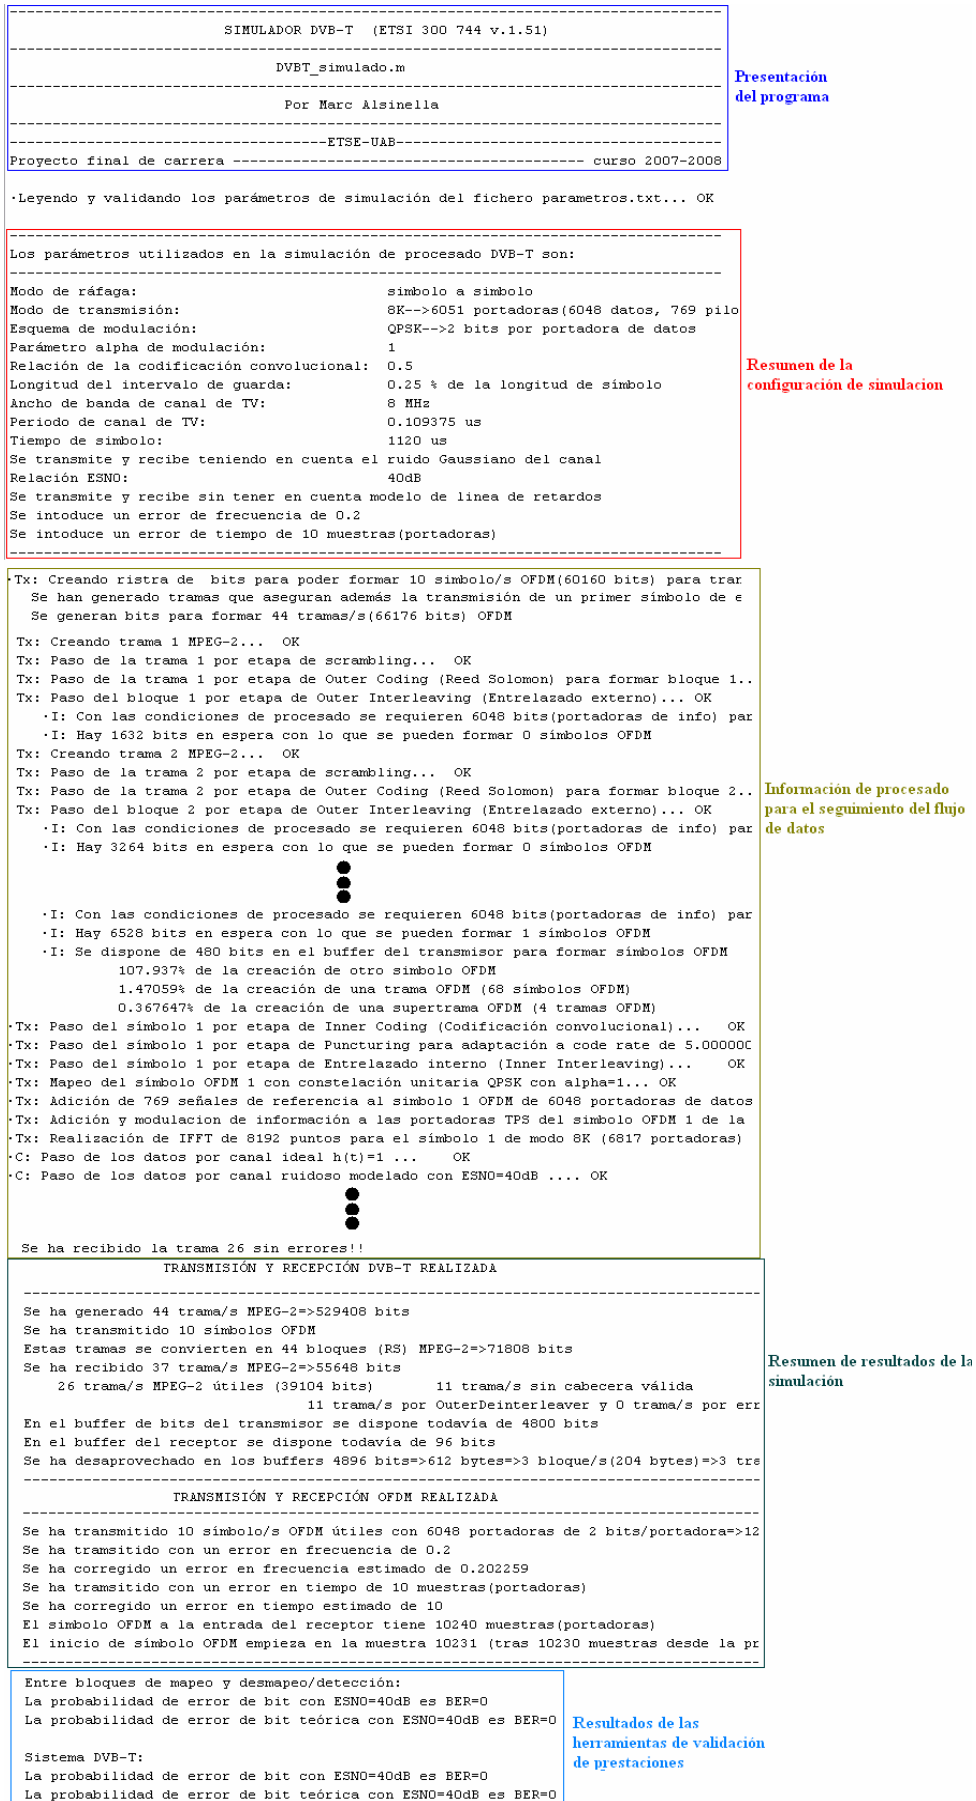 SIMULADOR DVB-T (ETSI 300 744 v.1.51)
DVBT_simulado.m
Por Marc Alsinella
Presentación
del programa
-----ETSE-UAB-----
Proyecto final de carrera ----- curso 2007-2008
·Leyendo y validando los parámetros de simulación del fichero parametros.txt... OK
Los parámetros utilizados en la simulación de procesado DVB-T son:
Modo de ráfaga: simbolo a simbolo
Modo de transmisión: 8K-->6051 portadoras(6048 datos, 769 pilo
Esquema de modulación: QPSK-->2 bits por portadora de datos
Parámetro alpha de modulación: 1
Relación de la codificación convolucional: 0.5
Longitud del intervalo de guarda: 0.25 % de la longitud de símbolo
Ancho de banda de canal de TV: 8 MHz
Periodo de canal de TV: 0.109375 us
Tiempo de simbolo: 1120 us
Se transmite y recibe teniendo en cuenta el ruido Gaussiano del canal
Relación ESNO: 40dB
Se transmite y recibe sin tener en cuenta modelo de linea de retardos
Se intoduce un error de frecuencia de 0.2
Se intoduce un error de tiempo de 10 muestras(portadoras)
Resumen de la
configuración de simulacion
·Tx: Creando ristra de bits para poder formar 10 simbolo/s OFDM(60160 bits) para tran
Se han generado tramas que aseguran además la transmisión de un primer símbolo de e
Se generan bits para formar 44 tramas/s(66176 bits) OFDM
Tx: Creando trama 1 MPEG-2... OK
Tx: Paso de la trama 1 por etapa de scrambling... OK
Tx: Paso de la trama 1 por etapa de Outer Coding (Reed Solomon) para formar bloque 1..
Tx: Paso del bloque 1 por etapa de Outer Interleaving (Entrelazado externo)... OK
·I: Con las condiciones de procesado se requieren 6048 bits(portadoras de info) par
·I: Hay 1632 bits en espera con lo que se pueden formar 0 símbolos OFDM
Tx: Creando trama 2 MPEG-2... OK
Tx: Paso de la trama 2 por etapa de scrambling... OK
Tx: Paso de la trama 2 por etapa de Outer Coding (Reed Solomon) para formar bloque 2..
Tx: Paso del bloque 2 por etapa de Outer Interleaving (Entrelazado externo)... OK
·I: Con las condiciones de procesado se requieren 6048 bits(portadoras de info) par
·I: Hay 3264 bits en espera con lo que se pueden formar 0 símbolos OFDM
Información de procesado
para el seguimiento del flujo
de datos
·I: Con las condiciones de procesado se requieren 6048 bits(portadoras de info) par
·I: Hay 6528 bits en espera con lo que se pueden formar 1 símbolos OFDM
·I: Se dispone de 480 bits en el buffer del transmisor para formar símbolos OFDM
107.937% de la creación de otro simbolo OFDM
1.47059% de la creación de una trama OFDM (68 símbolos OFDM)
0.367647% de la creación de una supertrama OFDM (4 tramas OFDM)
·Tx: Paso del símbolo 1 por etapa de Inner Coding (Codificación convolucional)... OK
·Tx: Paso del símbolo 1 por etapa de Puncturing para adaptación a code rate de 5.000000
·Tx: Paso del símbolo 1 por etapa de Entrelazado interno (Inner Interleaving)... OK
·Tx: Mapeo del símbolo OFDM 1 con constelación unitaria QPSK con alpha=1... OK
·Tx: Adición de 769 señales de referencia al simbolo 1 OFDM de 6048 portadoras de datos
·Tx: Adición y modulacion de información a las portadoras TPS del simbolo OFDM 1 de la
·Tx: Realización de IFFT de 8192 puntos para el símbolo 1 de modo 8K (6817 portadoras)
·C: Paso de los datos por canal ideal h(t)=1 ... OK
·C: Paso de los datos por canal ruidoso modelado con ESNO=40dB .... OK
Se ha recibido la trama 26 sin errores!!
TRANSMISIÓN Y RECEPCIÓN DVB-T REALIZADA
Se ha generado 44 trama/s MPEG-2=>529408 bits
Se ha transmitido 10 símbolos OFDM
Estas tramas se convierten en 44 bloques (RS) MPEG-2=>71808 bits
Se ha recibido 37 trama/s MPEG-2=>55648 bits
26 trama/s MPEG-2 útiles (39104 bits) 11 trama/s sin cabecera válida
11 trama/s por OuterDeinterleaver y 0 trama/s por err
En el buffer de bits del transmisor se dispone todavía de 4800 bits
En el buffer del receptor se dispone todavía de 96 bits
Se ha desaprovechado en los buffers 4896 bits=>612 bytes=>3 bloque/s(204 bytes)=>3 tra
Resumen de resultados de la
simulación
TRANSMISIÓN Y RECEPCIÓN OFDM REALIZADA
Se ha transmitido 10 símbolo/s OFDM útiles con 6048 portadoras de 2 bits/portadora=>12
Se ha tramsitido con un error en frecuencia de 0.2
Se ha corregido un error en frecuencia estimado de 0.202259
Se ha tramsitido con un error en tiempo de 10 muestras(portadoras)
Se ha corregido un error en tiempo estimado de 10
El simbolo OFDM a la entrada del receptor tiene 10240 muestras(portadoras)
El inicio de símbolo OFDM empieza en la muestra 10231 (tras 10230 muestras desde la pr
Entre bloques de mapeo y desmapeo/detección:
La probabilidad de error de bit con ESNO=40dB es BER=0
La probabilidad de error de bit teórica con ESNO=40dB es BER=0
Sistema DVB-T:
La probabilidad de error de bit con ESNO=40dB es BER=0
La probabilidad de error de bit teórica con ESNO=40dB es BER=0
Resultados de las
herramientas de validación
de prestaciones